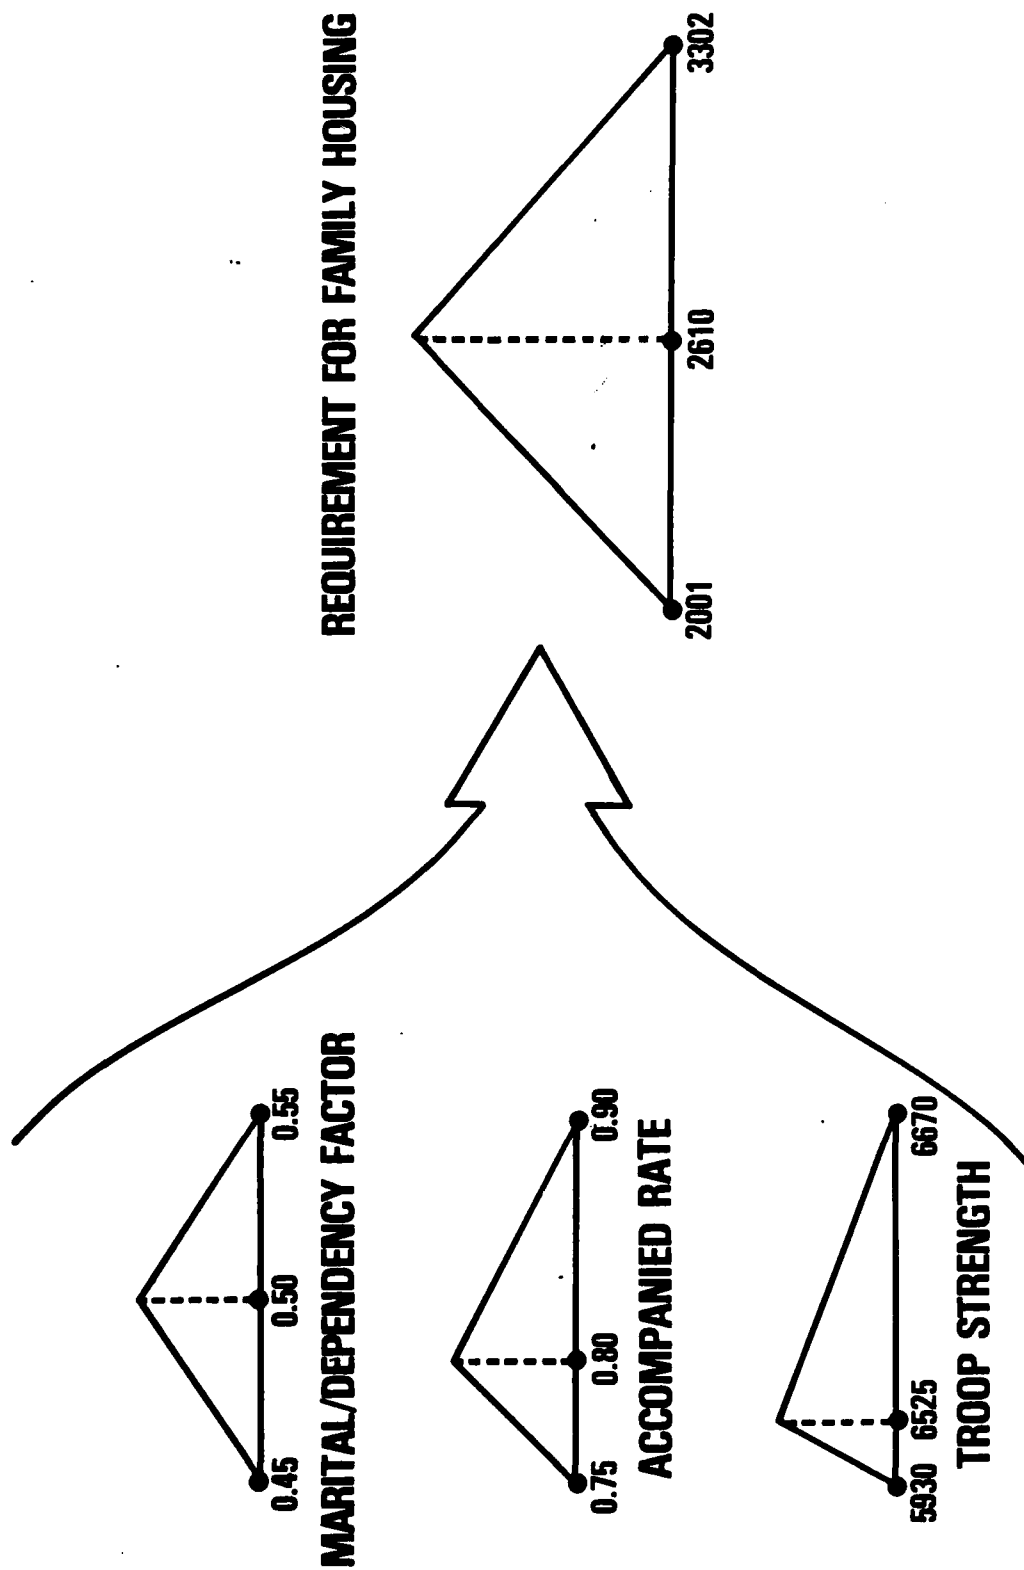 0.45 0.50 0.55
MARITAL/DEPENDENCY FACTOR
0.75 0.80 0.90
ACCOMPANIED RATE
5930 6525 6670
TROOP STRENGTH
REQUIREMENT FOR FAMILY HOUSING
2001 2610 3302